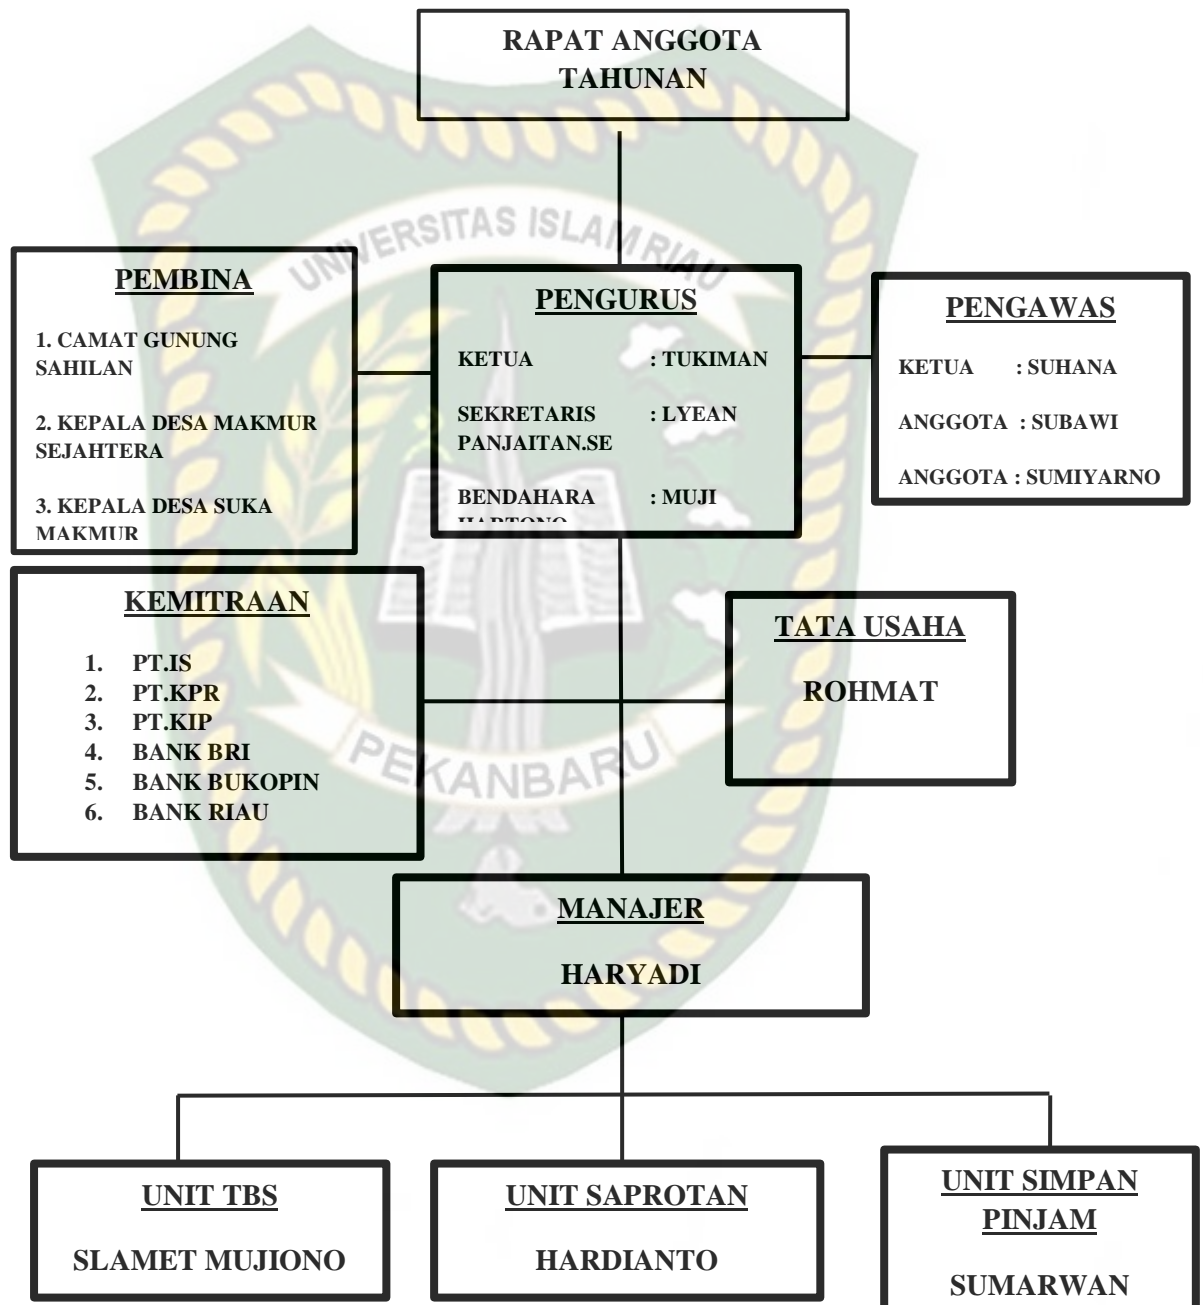 RAPAT ANGGOTA
TAHUNAN
UNIVERSITAS ISLAM RIAU
PEMBINA
1. CAMAT GUNUNG
SAHILAN
2. KEPALA DESA MAKMUR
SEJAHTERA
3. KEPALA DESA SUKA
MAKMUR
PENGURUS
KETUA : TUKIMAN
SEKRETARIS : LYEAN
PANJAITAN.SE
BENDAHARA : MUJI
PENGAWAS
KETUA : SUHANA
ANGGOTA : SUBAWI
ANGGOTA : SUMIYARNO
KEMITRAAN
1. PT.IS
2. PT.KPR
3. PT.KIP
4. BANK BRI
5. BANK BUKOPIN
6. BANK RIAU
TATA USAHA
ROHMAT
PEKANBARU
MANAJER
HARYADI
UNIT TBS
SLAMET MUJIONO
UNIT SAPROTAN
HARDIANTO
UNIT SIMPAN
PINJAM
SUMARWAN